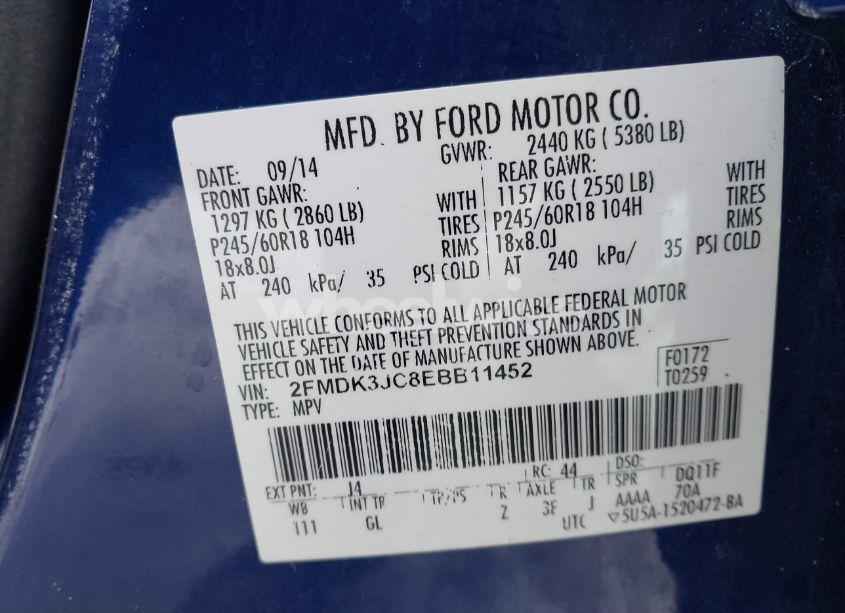 MFD. BY FORD MOTOR CO.
DATE: 09/14 GVWR: 2440 KG ( 5380 LB)
FRONT GAWR: REAR GAWR:
1297 KG ( 2860 LB) WITH 1157 KG ( 2550 LB) WITH
P245/60R18 104H TIRES P245/60R18 104H TIRES
18x8.0J RIMS 18x8.0J RIMS
AT 240 kPa/ 35 PSI COLD AT 240 kPa/ 35 PSI COLD
THIS VEHICLE CONFORMS TO ALL APPLICABLE FEDERAL MOTOR
VEHICLE SAFETY AND THEFT PREVENTION STANDARDS IN
EFFECT ON THE DATE OF MANUFACTURE SHOWN ABOVE.
VIN: 2FMDK3JC8EBB11452 F0172
TYPE: MPV T0259
EXT PNT: J4 RC: 44 DSO:
WB INT TR TP/PS R AXLE TR SPR DQ11F
111 GL Z 3F J AAAA 70A
UTC ▽5U5A-1520472-BA